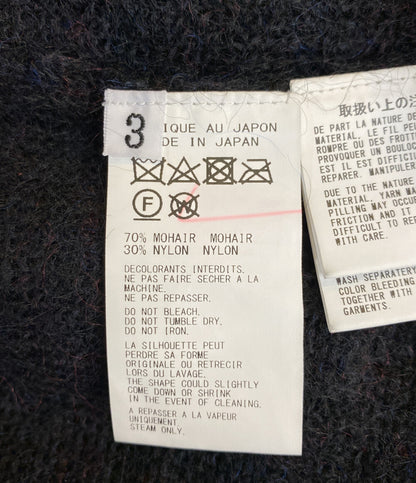 3
IQUE AU JAPON
DE IN JAPAN
F
W
70% MOHAIR MOHAIR
30% NYLON NYLON
DECOLORANTS INTERDITS.
NE PAS FAIRE SECHER A LA
MACHINE.
NE PAS REPASSER.
DO NOT BLEACH.
DO NOT TUMBLE DRY.
DO NOT IRON.
LA SILHOUETTE PEUT
PERDRE SA FORME
ORIGINALE OU RETRECIR
LORS DU LAVAGE.
THE SHAPE COULD SLIGHTLY
COME DOWN OR SHRINK
IN THE EVENT OF CLEANING.
A REPASSER A LA VAPEUR
UNIQUEMENT.
STEAM ONLY.
取扱い上の注
DE PART LA NATURE DE
MATERIAL, LE FIL PEU
ROMPRE OU DES FROTTE
PROVOQUER UN BOULOC
IL EST DIFFICILE
REPARER. MANIPULER
DUE TO THE NATURE
MATERIAL, YARN MAY
PILLING MAY OCCUR
FRICTION AND IT
DIFFICULT TO REP
WITH CARE.
WASH SEPARATERY
COLOR BLEEDING
TOGETHER WITH
GARMENTS.